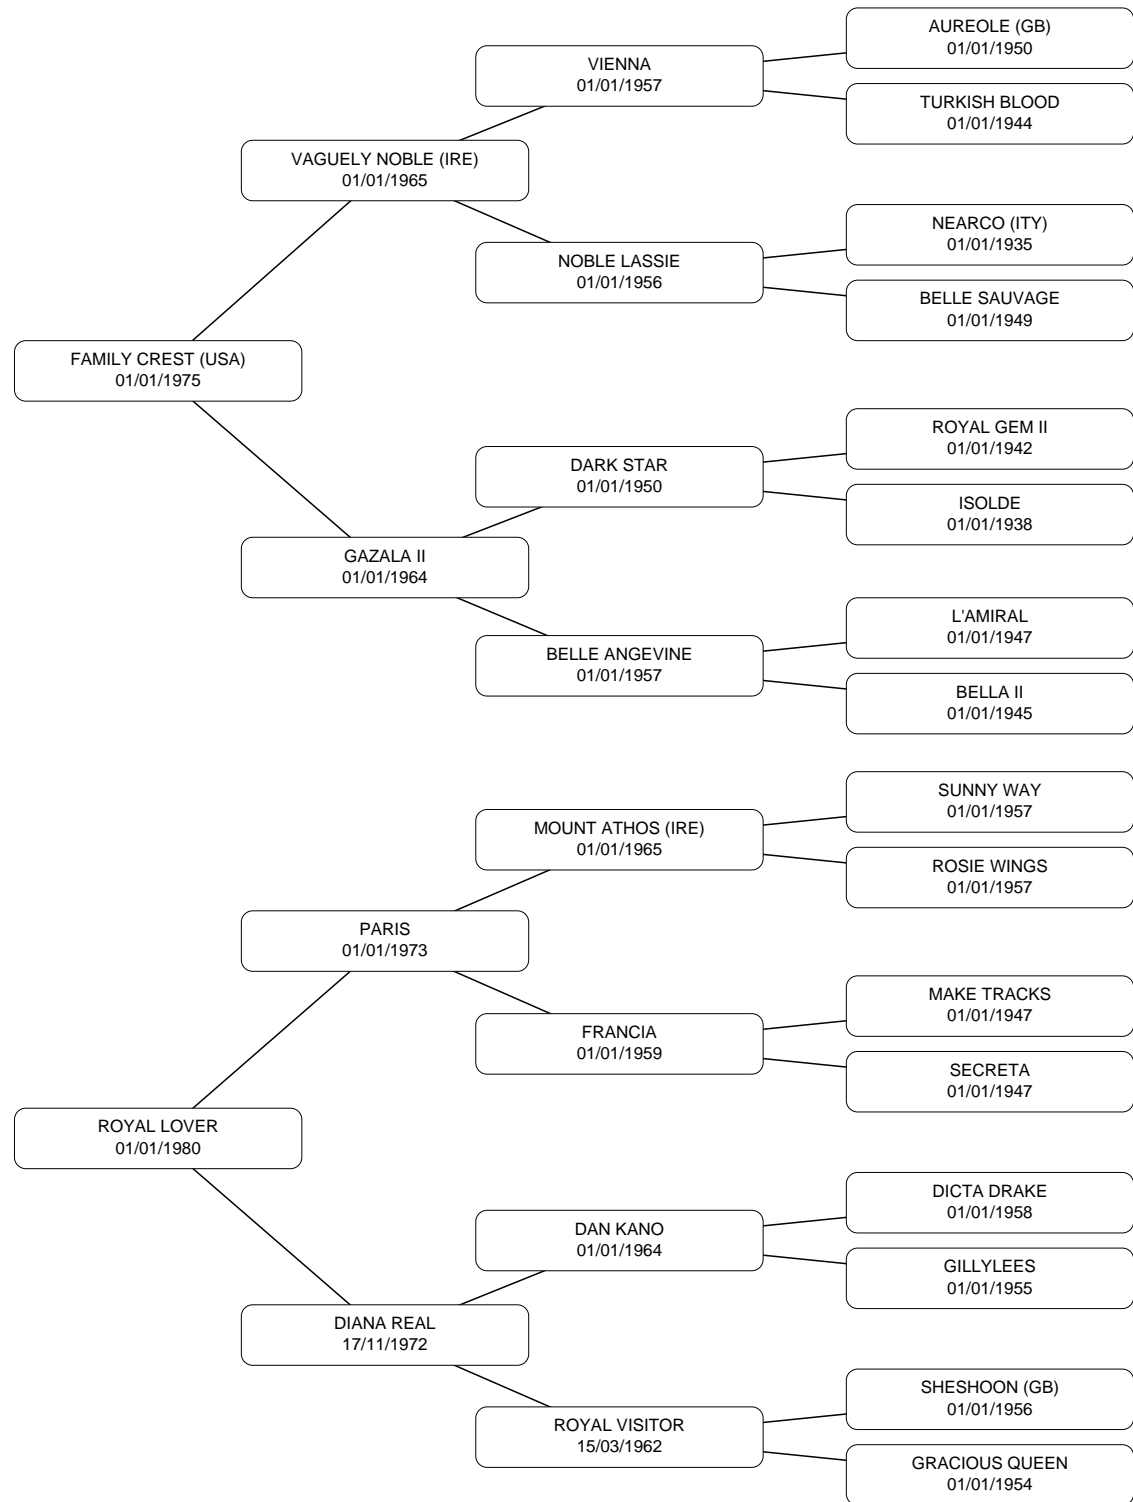 AUREOLE (GB)
01/01/1950
VIENNA
01/01/1957
TURKISH BLOOD
01/01/1944
VAGUELY NOBLE (IRE)
01/01/1965
NEARCO (ITY)
01/01/1935
NOBLE LASSIE
01/01/1956
BELLE SAUVAGE
01/01/1949
FAMILY CREST (USA)
01/01/1975
ROYAL GEM II
01/01/1942
DARK STAR
01/01/1950
ISOLDE
01/01/1938
GAZALA II
01/01/1964
L'AMIRAL
01/01/1947
BELLE ANGEVINE
01/01/1957
BELLA II
01/01/1945
SUNNY WAY
01/01/1957
MOUNT ATHOS (IRE)
01/01/1965
ROSIE WINGS
01/01/1957
PARIS
01/01/1973
MAKE TRACKS
01/01/1947
FRANCIA
01/01/1959
SECRETA
01/01/1947
ROYAL LOVER
01/01/1980
DICTA DRAKE
01/01/1958
DAN KANO
01/01/1964
GILLYLEES
01/01/1955
DIANA REAL
17/11/1972
SHESHOON (GB)
01/01/1956
ROYAL VISITOR
15/03/1962
GRACIOUS QUEEN
01/01/1954